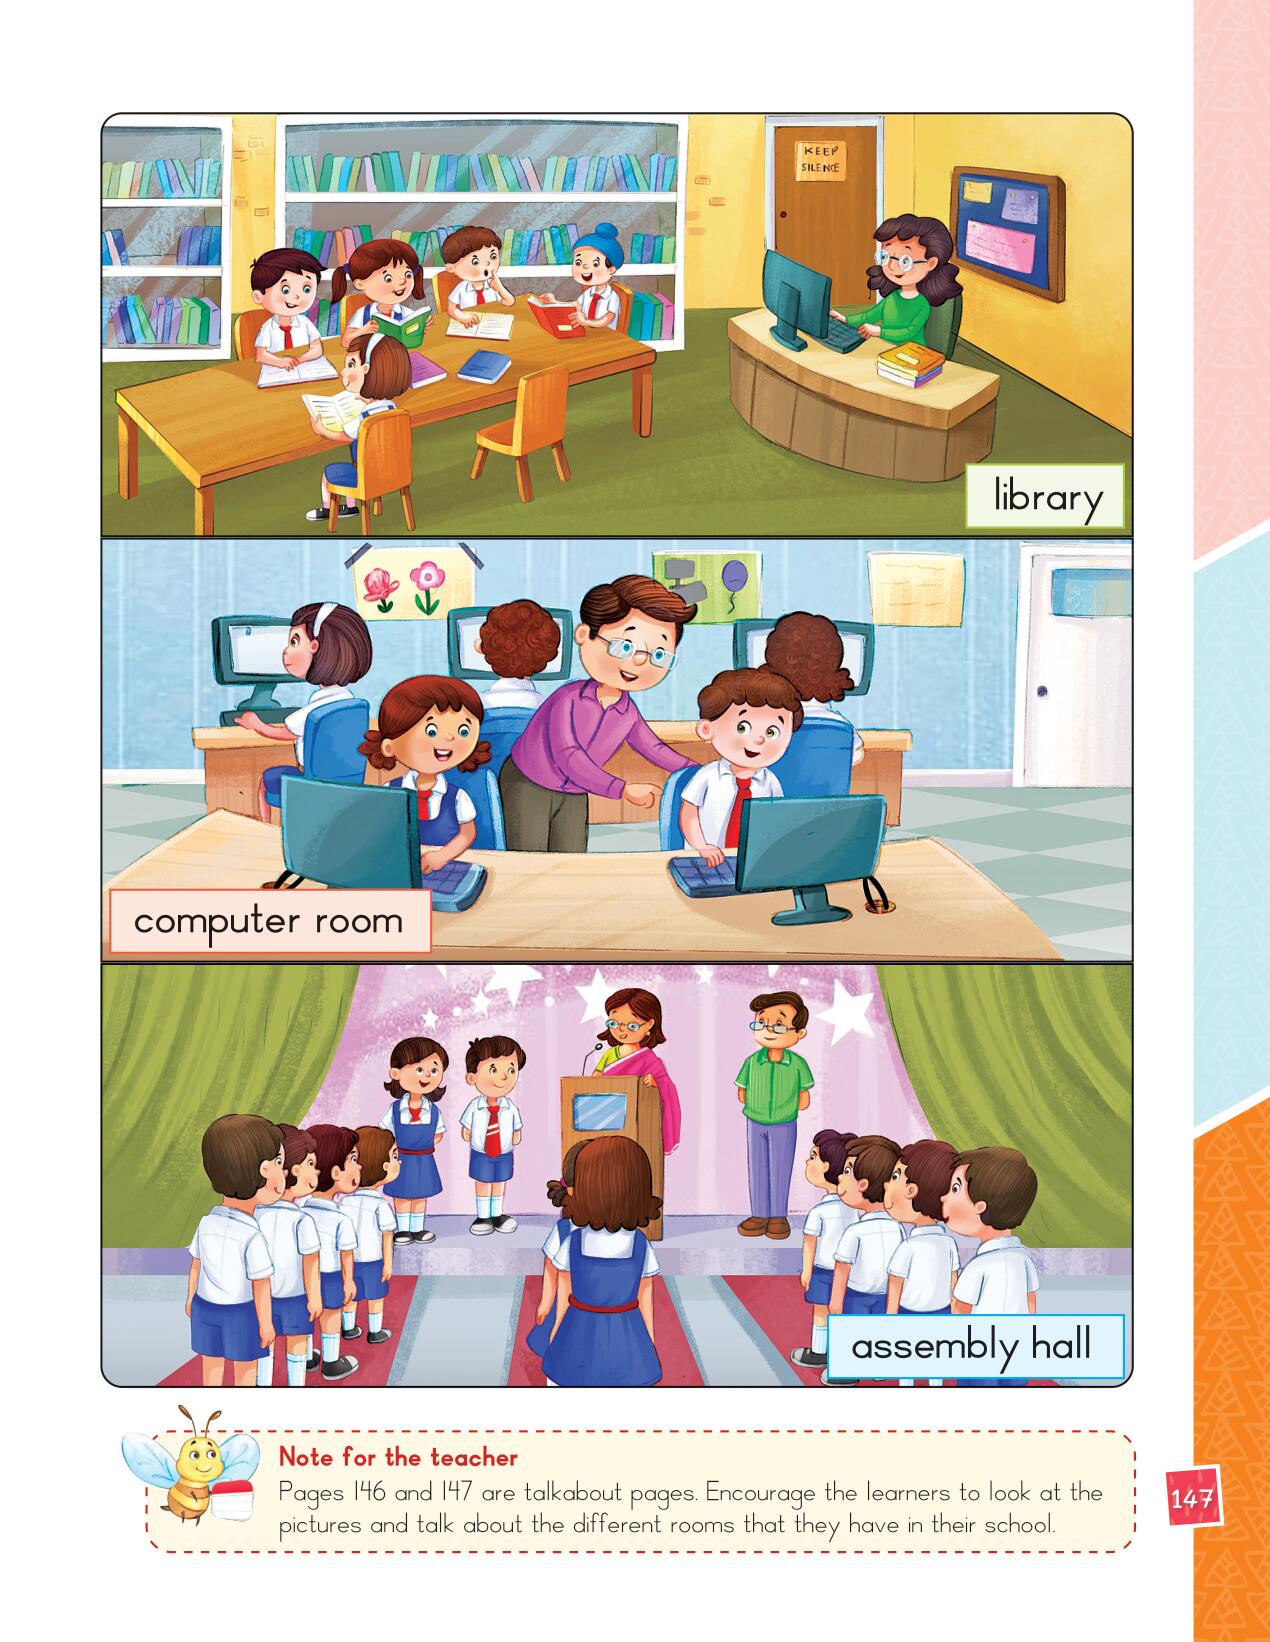 KEEP
SILENCE
library
computer room
assembly hall
Note for the teacher
Pages 146 and 147 are talkabout pages. Encourage the learners to look at the
pictures and talk about the different rooms that they have in their school.
147